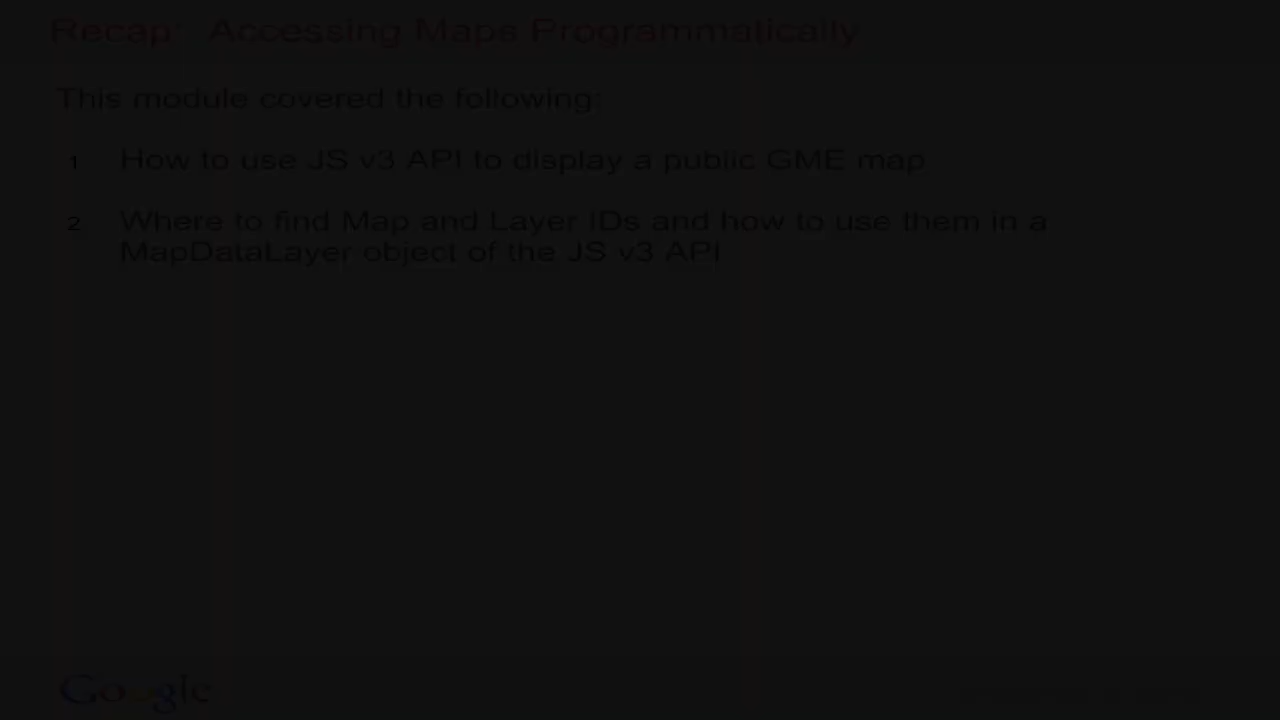 Recap: Accessing Maps Programmatically
This module covered the following:
1 How to use JS v3 API to display a public GME map
2 Where to find Map and Layer IDs and how to use them in a
MapDataLayer object of the JS v3 API
Google